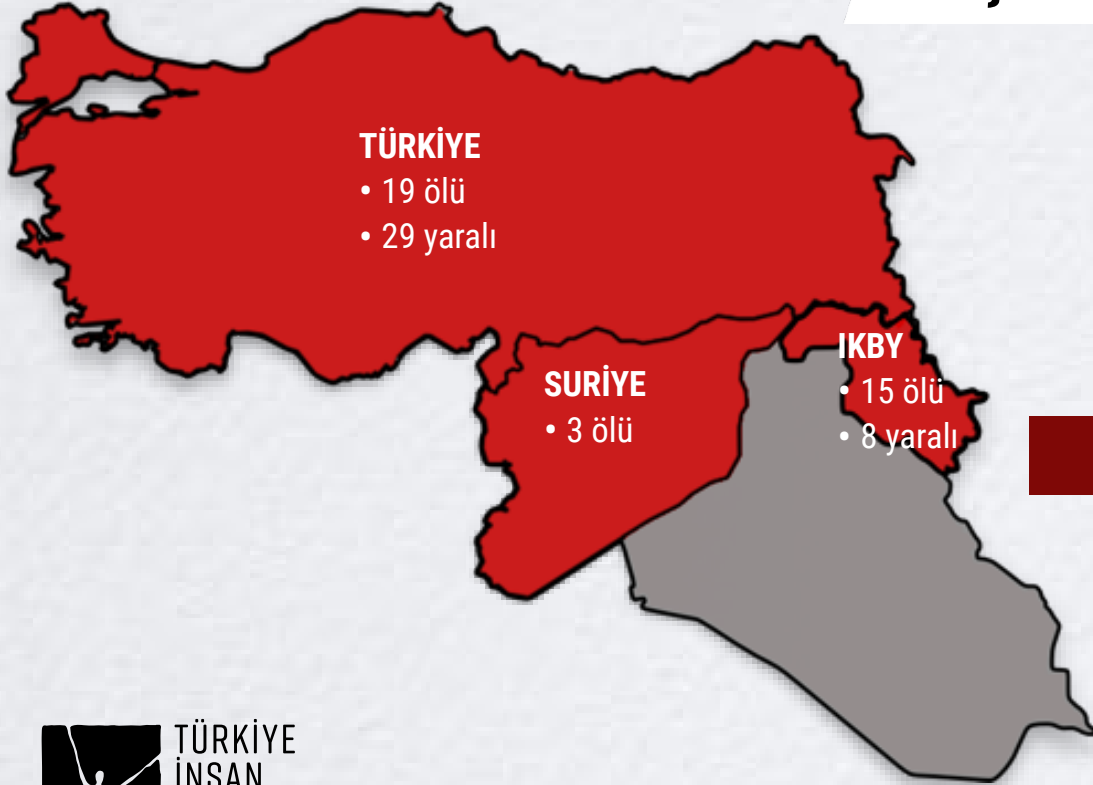 TÜRKİYE
• 19 ölü
• 29 yaralı
SURİYE
• 3 ölü
IKBY
• 15 ölü
• 8 yaralı
TÜRKİYE
İNSAN